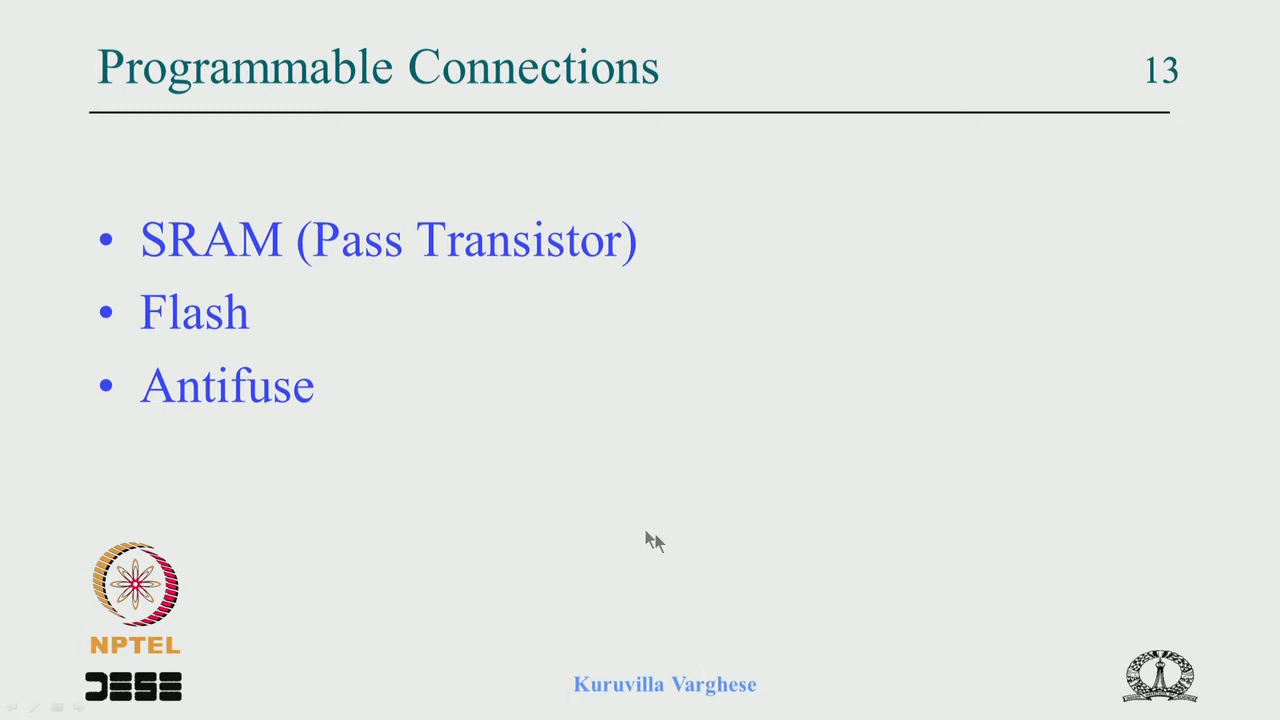 Programmable Connections
13
• SRAM (Pass Transistor)
• Flash
• Antifuse
NPTEL
DESE
Kuruvilla Varghese